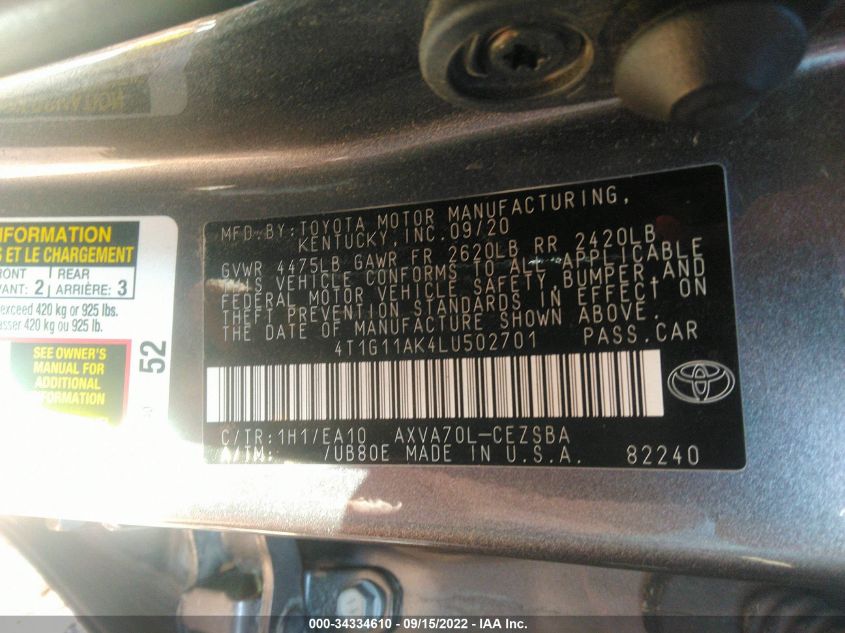 MFD.BY:TOYOTA MOTOR MANUFACTURING,
KENTUCKY,INC.09/20
GVWR 4475LB GAWR FR 2620LB RR 2420LB
THIS VEHICLE CONFORMS TO ALL APPLICABLE
FEDERAL MOTOR VEHICLE SAFETY,BUMPER,AND
THEFT PREVENTION STANDARDS IN EFFECT ON
THE DATE OF MANUFACTURE SHOWN ABOVE.
4T1G11AK4LU502701 PASS.CAR
C/TR:1H1/EA10 AXVA70L-CEZSBA
A/TM: /UB80E MADE IN U.S.A. 82240
INFORMATION
S ET LE CHARGEMENT
FRONT REAR
VANT: 2 ARRIÈRE: 3
exceed 420 kg or 925 lbs.
asser 420 kg ou 925 lb.
SEE OWNER'S
MANUAL FOR
ADDITIONAL
INFORMATION
52
000-34334610 - 09/15/2022 - IAA Inc.